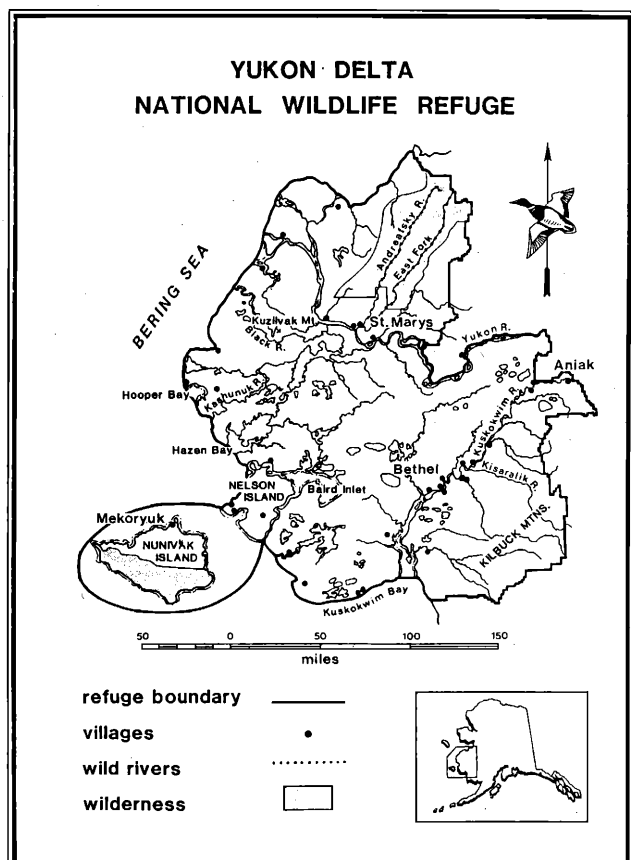 YUKON DELTA
NATIONAL WILDLIFE REFUGE
BERING SEA
Andreafsky R.
East Fork
Kuzilvak Mt.
Black R.
St. Marys
Yukon R.
Aniak
Hooper Bay
Kashunuk R.
Kuskokwim R.
Hazen Bay
Bethel
Kisaralik R.
NELSON
ISLAND
Baird Inlet
Mekoryuk
NUNIVAK
ISLAND
KILBUCK MTNS.
Kuskokwim Bay
50 0 50 100 150
miles
refuge boundary
villages
wild rivers
wilderness